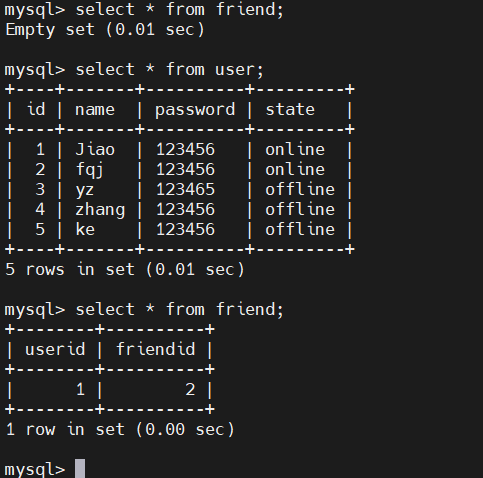 mysql> select * from friend;
Empty set (0.01 sec)
mysql> select * from user;
+----+-------+----------+---------+
| id | name  | password | state   |
+----+-------+----------+---------+
|  1 | Jiao  | 123456   | online  |
|  2 | fqj   | 123456   | online  |
|  3 | yz    | 123465   | offline |
|  4 | zhang | 123456   | offline |
|  5 | ke    | 123456   | offline |
+----+-------+----------+---------+
5 rows in set (0.01 sec)
mysql> select * from friend;
+--------+----------+
| userid | friendid |
+--------+----------+
|      1 |        2 |
+--------+----------+
1 row in set (0.00 sec)
mysql>